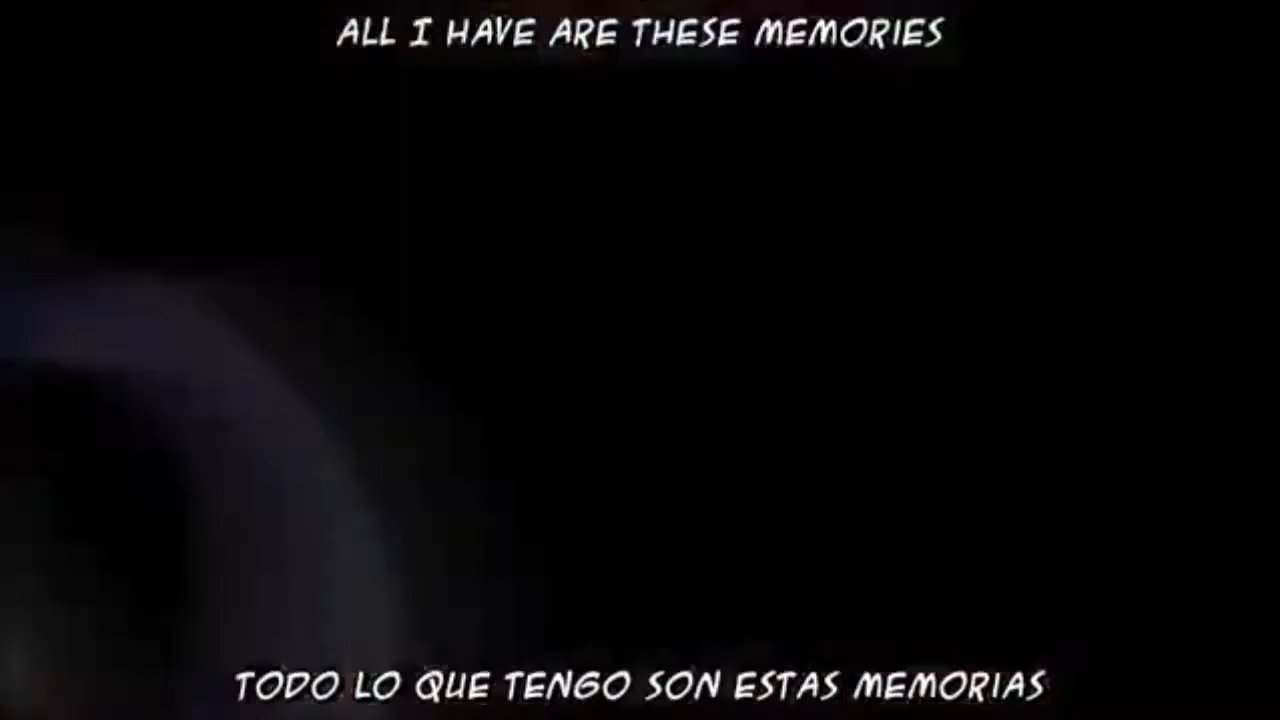 ALL I HAVE ARE THESE MEMORIES
TODO LO QUE TENGO SON ESTAS MEMORIAS